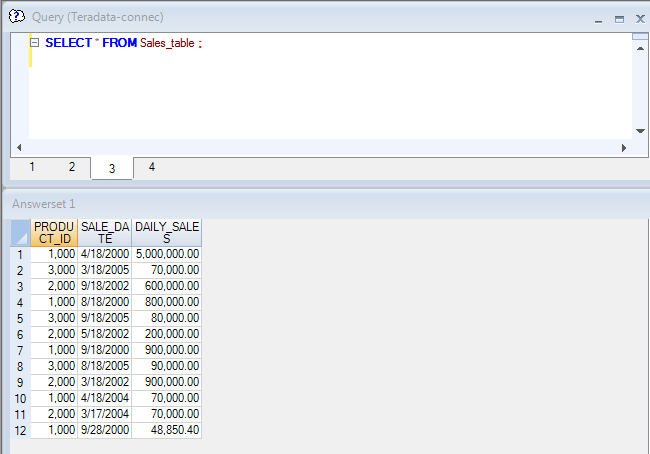 Query (Teradata-connec)
SELECT * FROM Sales_table ;
1 2 3 4
Answerset 1
PRODU SALE_DA DAILY_SALE
CT_ID TE S
1 1,000 4/18/2000 5,000,000.00
2 3,000 3/18/2005 70,000.00
3 2,000 9/18/2002 600,000.00
4 1,000 8/18/2000 800,000.00
5 3,000 9/18/2005 80,000.00
6 2,000 5/18/2002 200,000.00
7 1,000 9/18/2000 900,000.00
8 3,000 8/18/2005 90,000.00
9 2,000 3/18/2002 900,000.00
10 1,000 4/18/2004 70,000.00
11 2,000 3/17/2004 70,000.00
12 1,000 9/28/2000 48,850.40